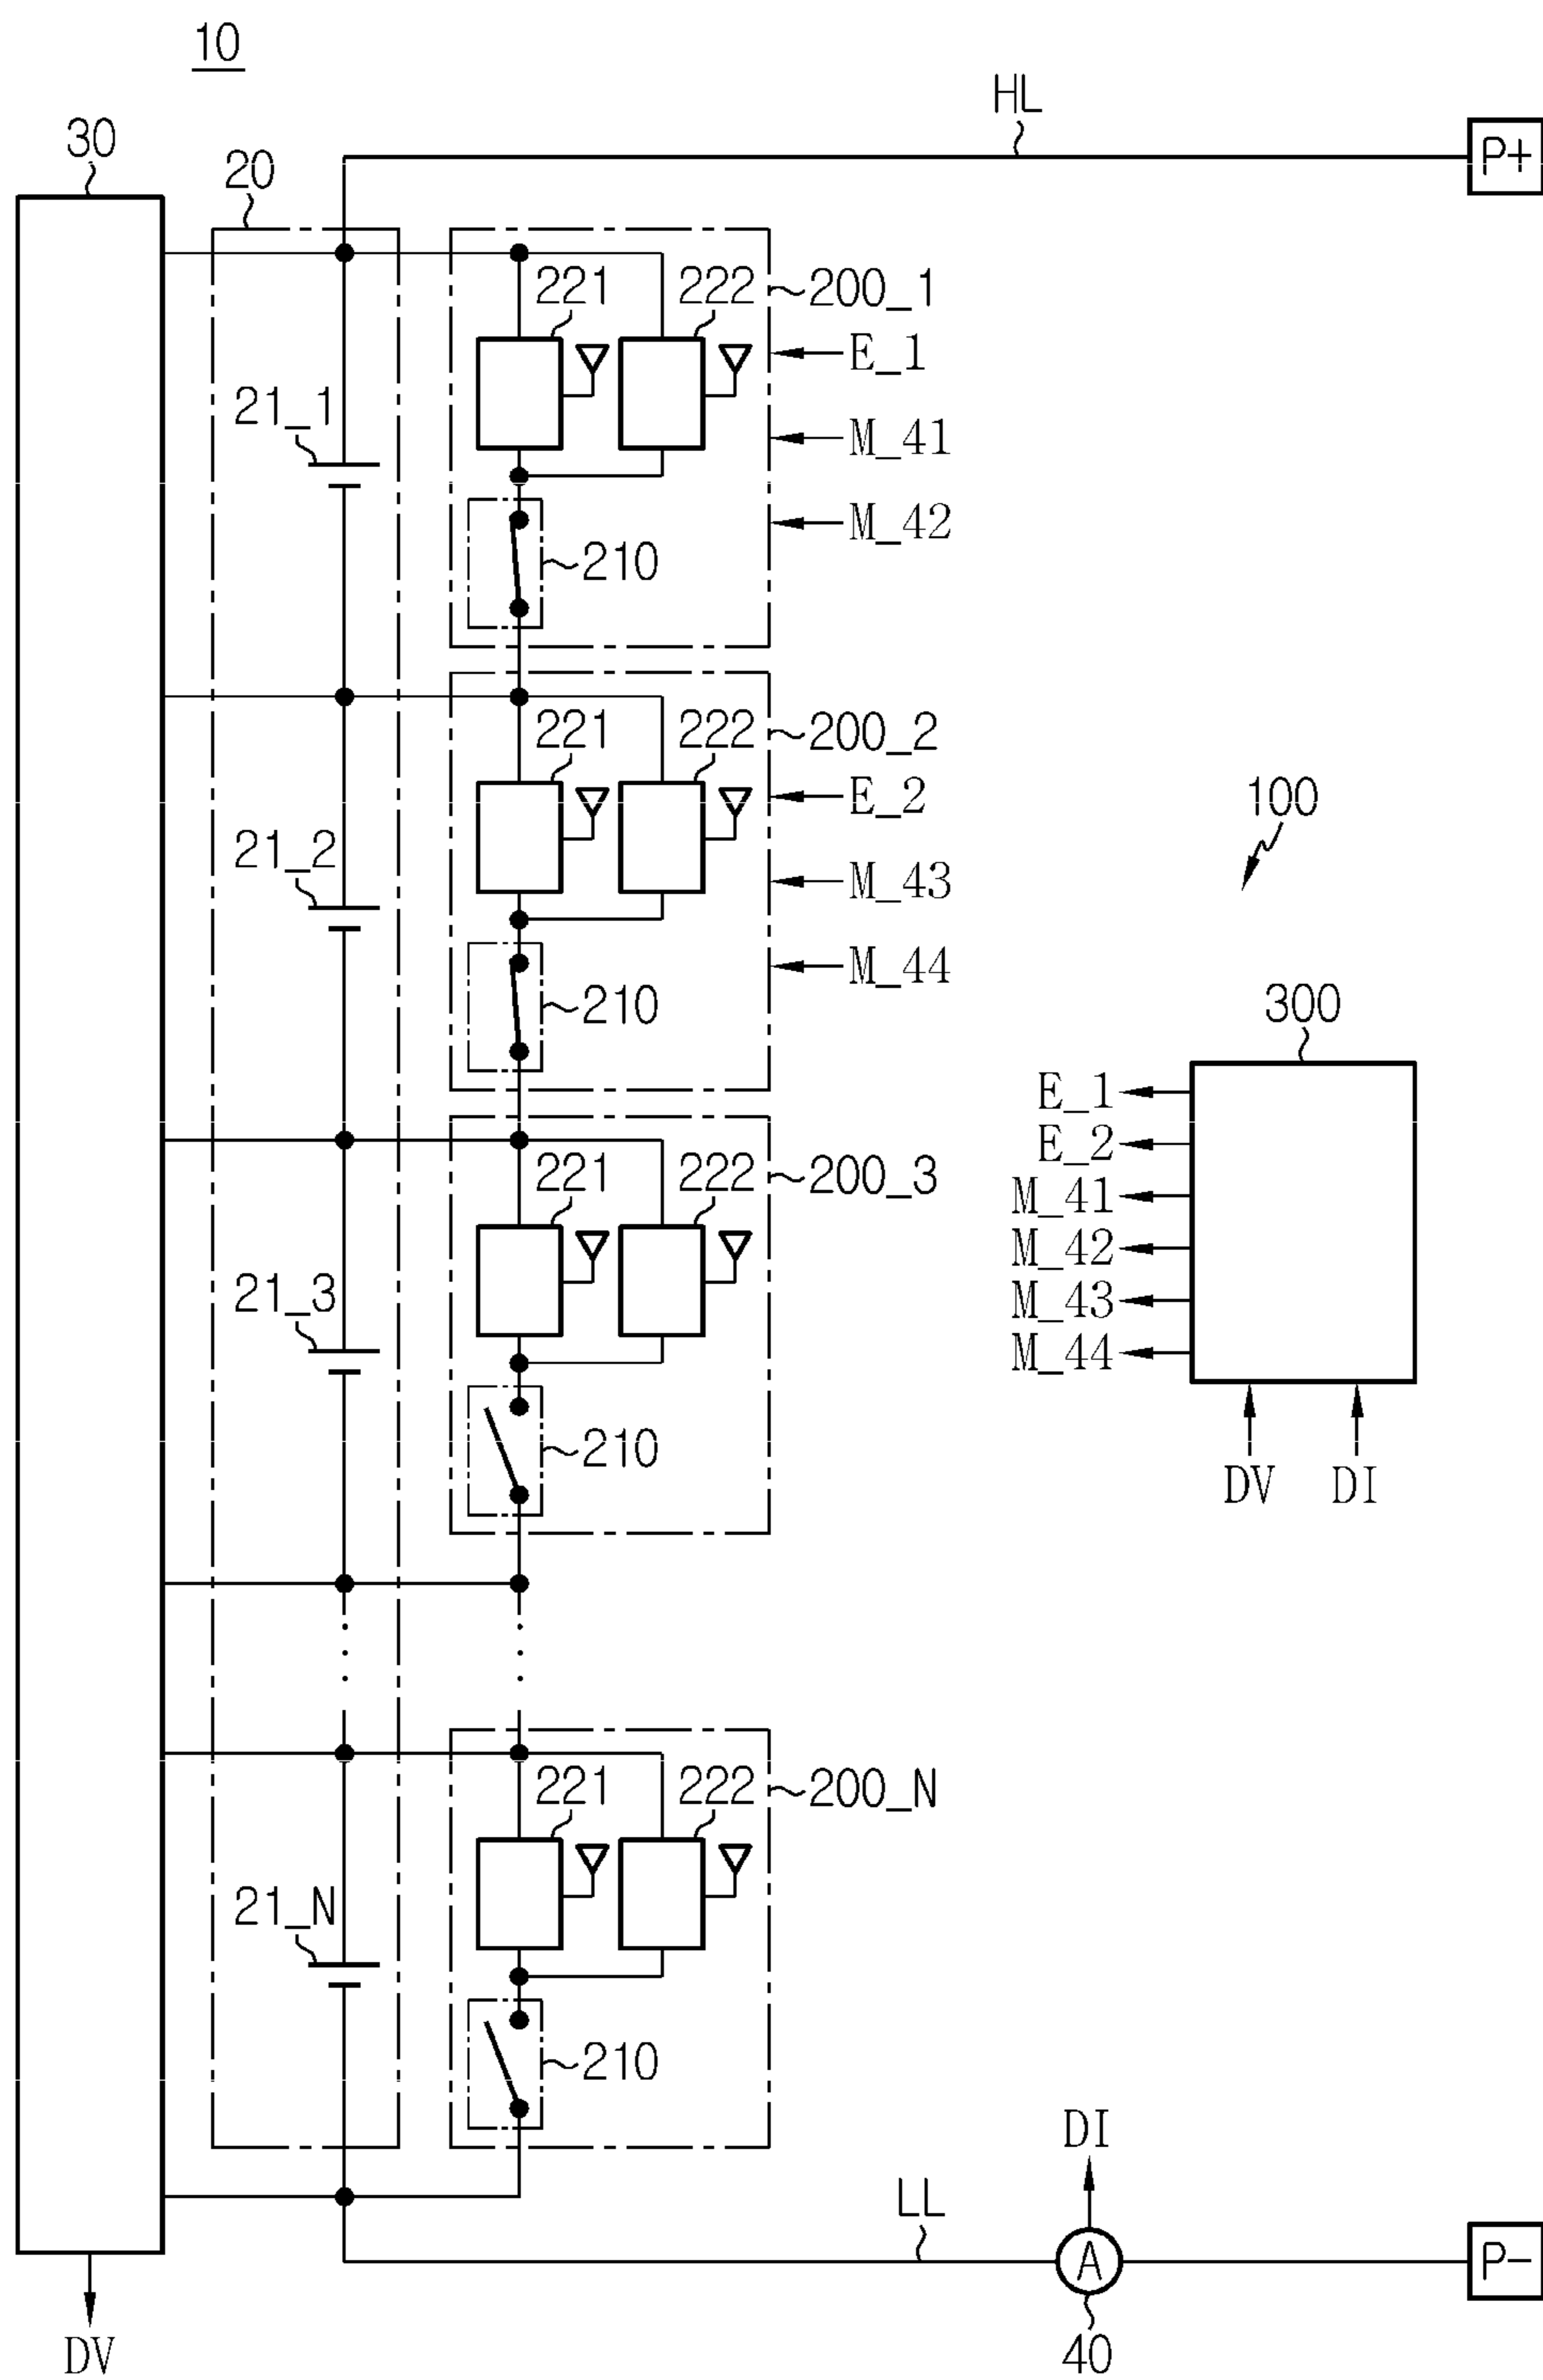 10
HL
P+
30
20
221
222
200_1
E_1
21_1
M_41
M_42
210
221
222
200_2
E_2
100
21_2
M_43
M_44
210
300
E_1
E_2
221
222
200_3
M_41
M_42
21_3
M_43
M_44
210
DV
DI
221
222
200_N
21_N
210
DI
LL
A
P-
DV
40